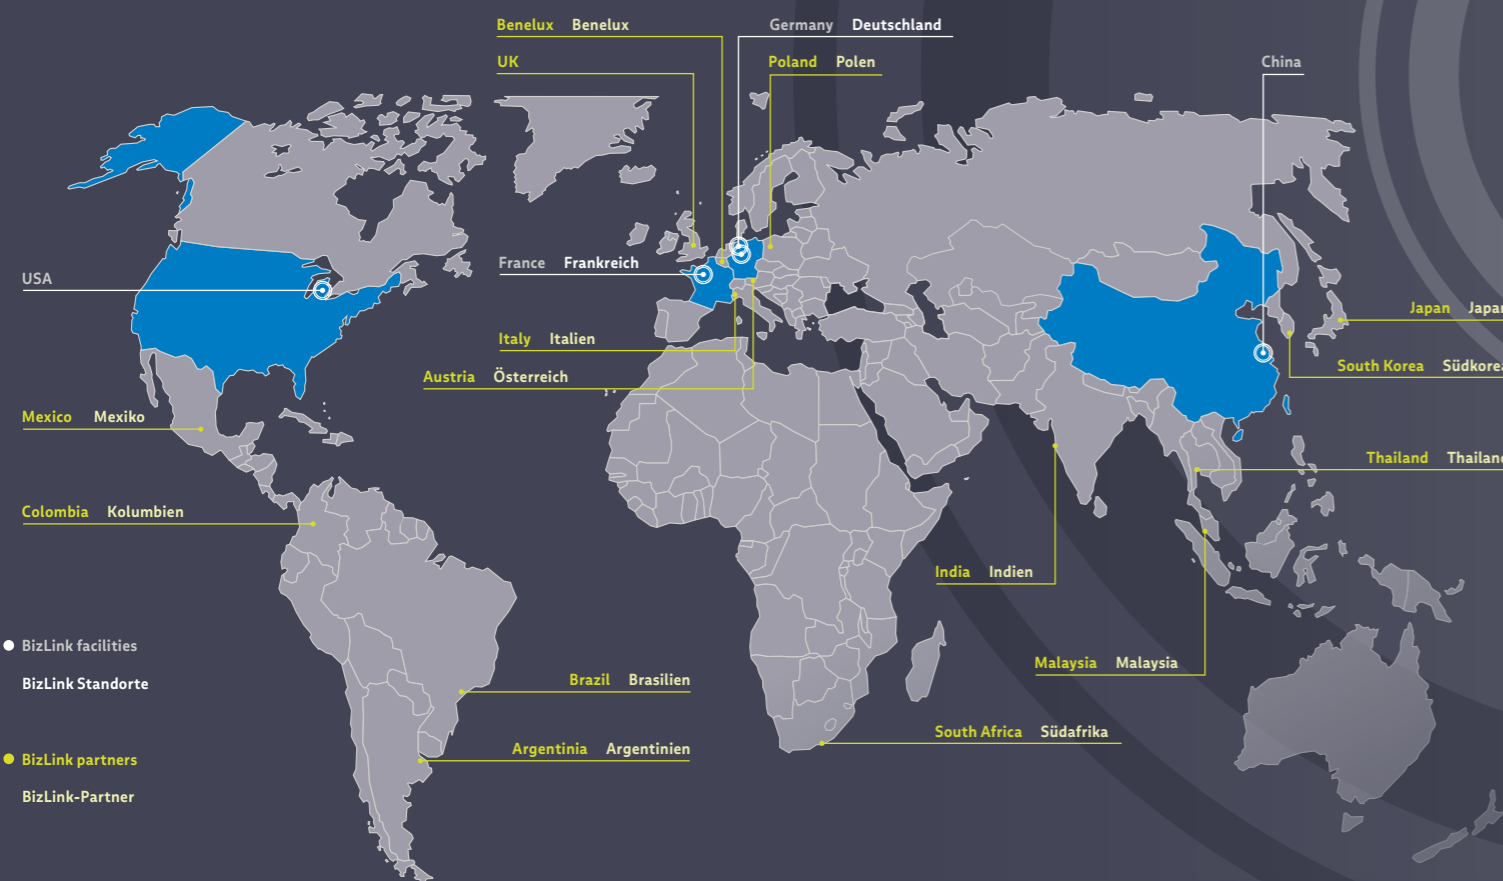 Benelux Benelux
Germany Deutschland
UK
Poland Polen
China
France Frankreich
USA
Japan
Italy Italien
South Korea
Austria Österreich
Mexico Mexiko
Thailand
Colombia Kolumbien
India Indien
BizLink facilities
BizLink Standorte
Malaysia Malaysia
Brazil Brasilien
South Africa Südafrika
Argentinia Argentinien
BizLink partners
BizLink-Partner